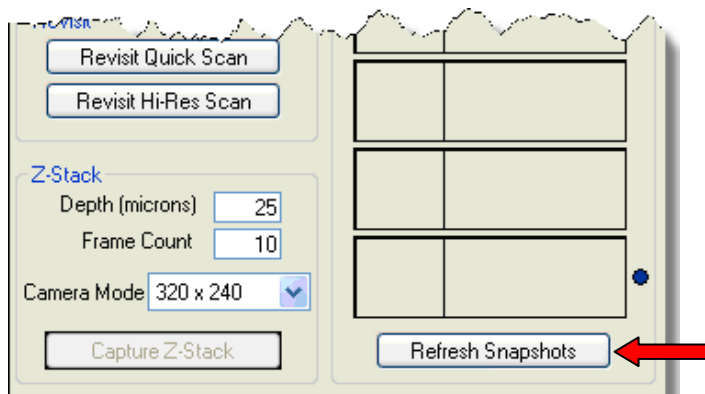 Revisit
Revisit Quick Scan
Revisit Hi-Res Scan
Z-Stack
Depth (microns) 25
Frame Count 10
Camera Mode 320 x 240
Capture Z-Stack
Refresh Snapshots